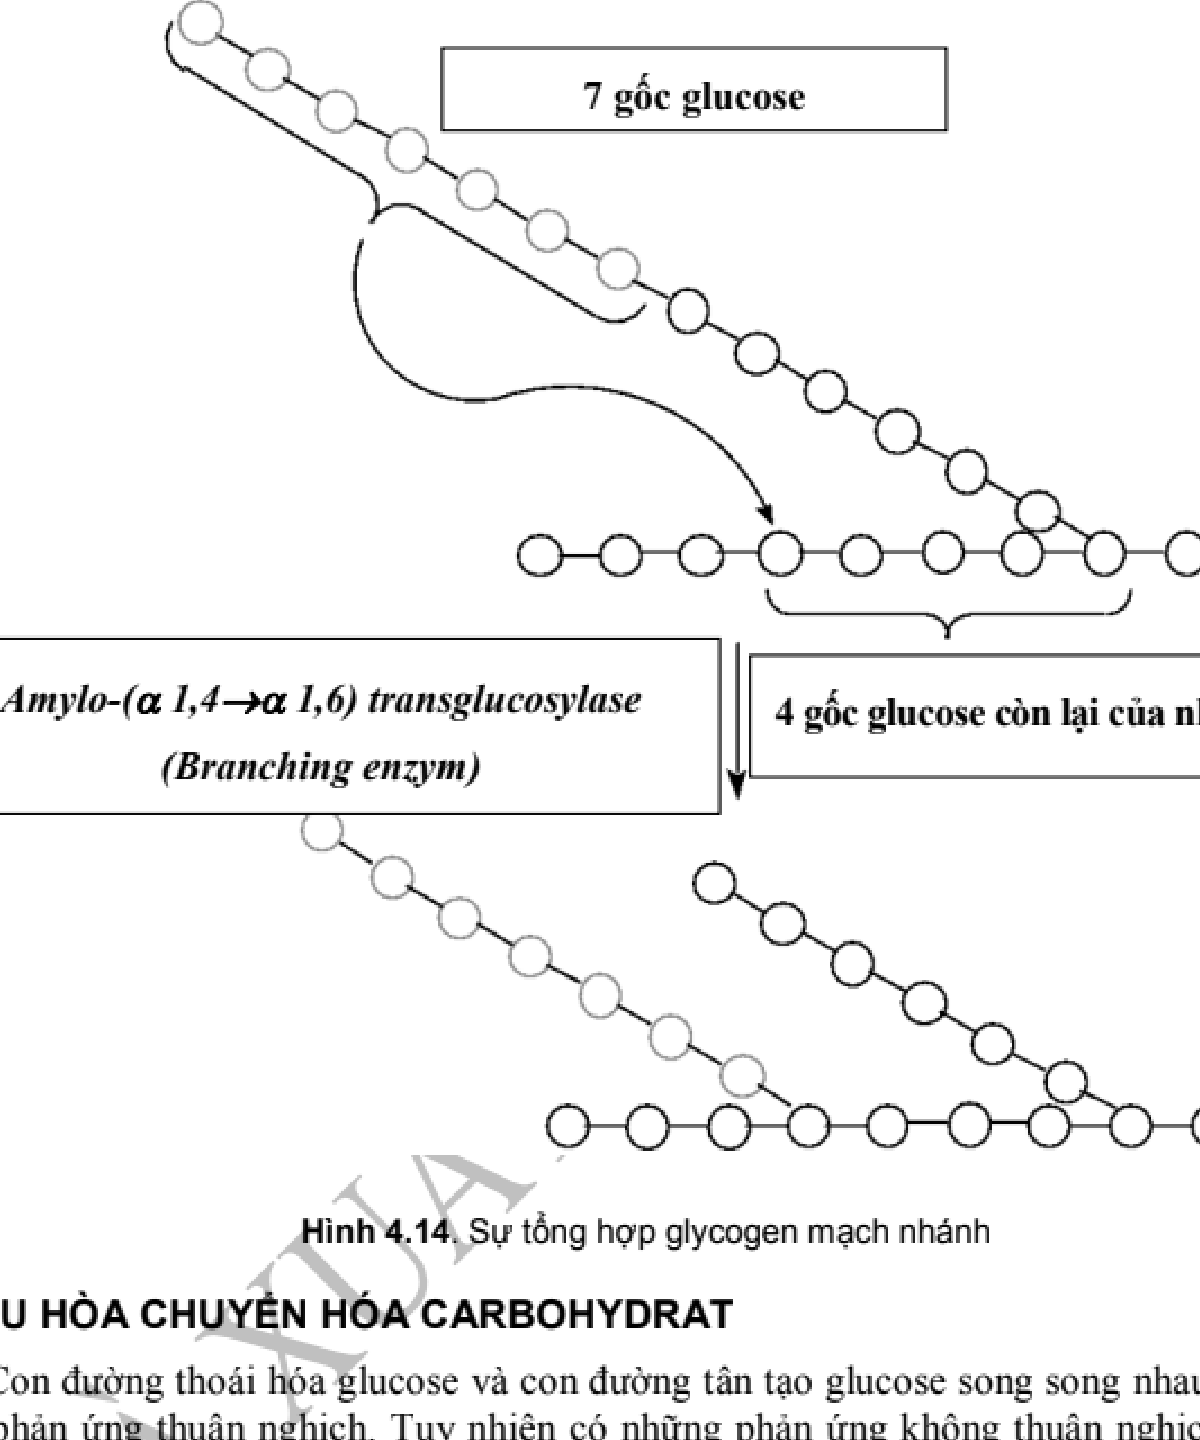 7 gốc glucose
Amylo-(α 1,4→α 1,6) transglucosylase
(Branching enzym)
4 gốc glucose còn lại của
Hình 4.14. Sự tổng hợp glycogen mạch nhánh
U HÒA CHUYỂN HÓA CARBOHYDRAT
Con đường thoái hóa glucose và con đường tân tạo glucose song song nhau
phản ứng thuận nghịch. Tuy nhiên có những phản ứng không thuận nghịc
XUA